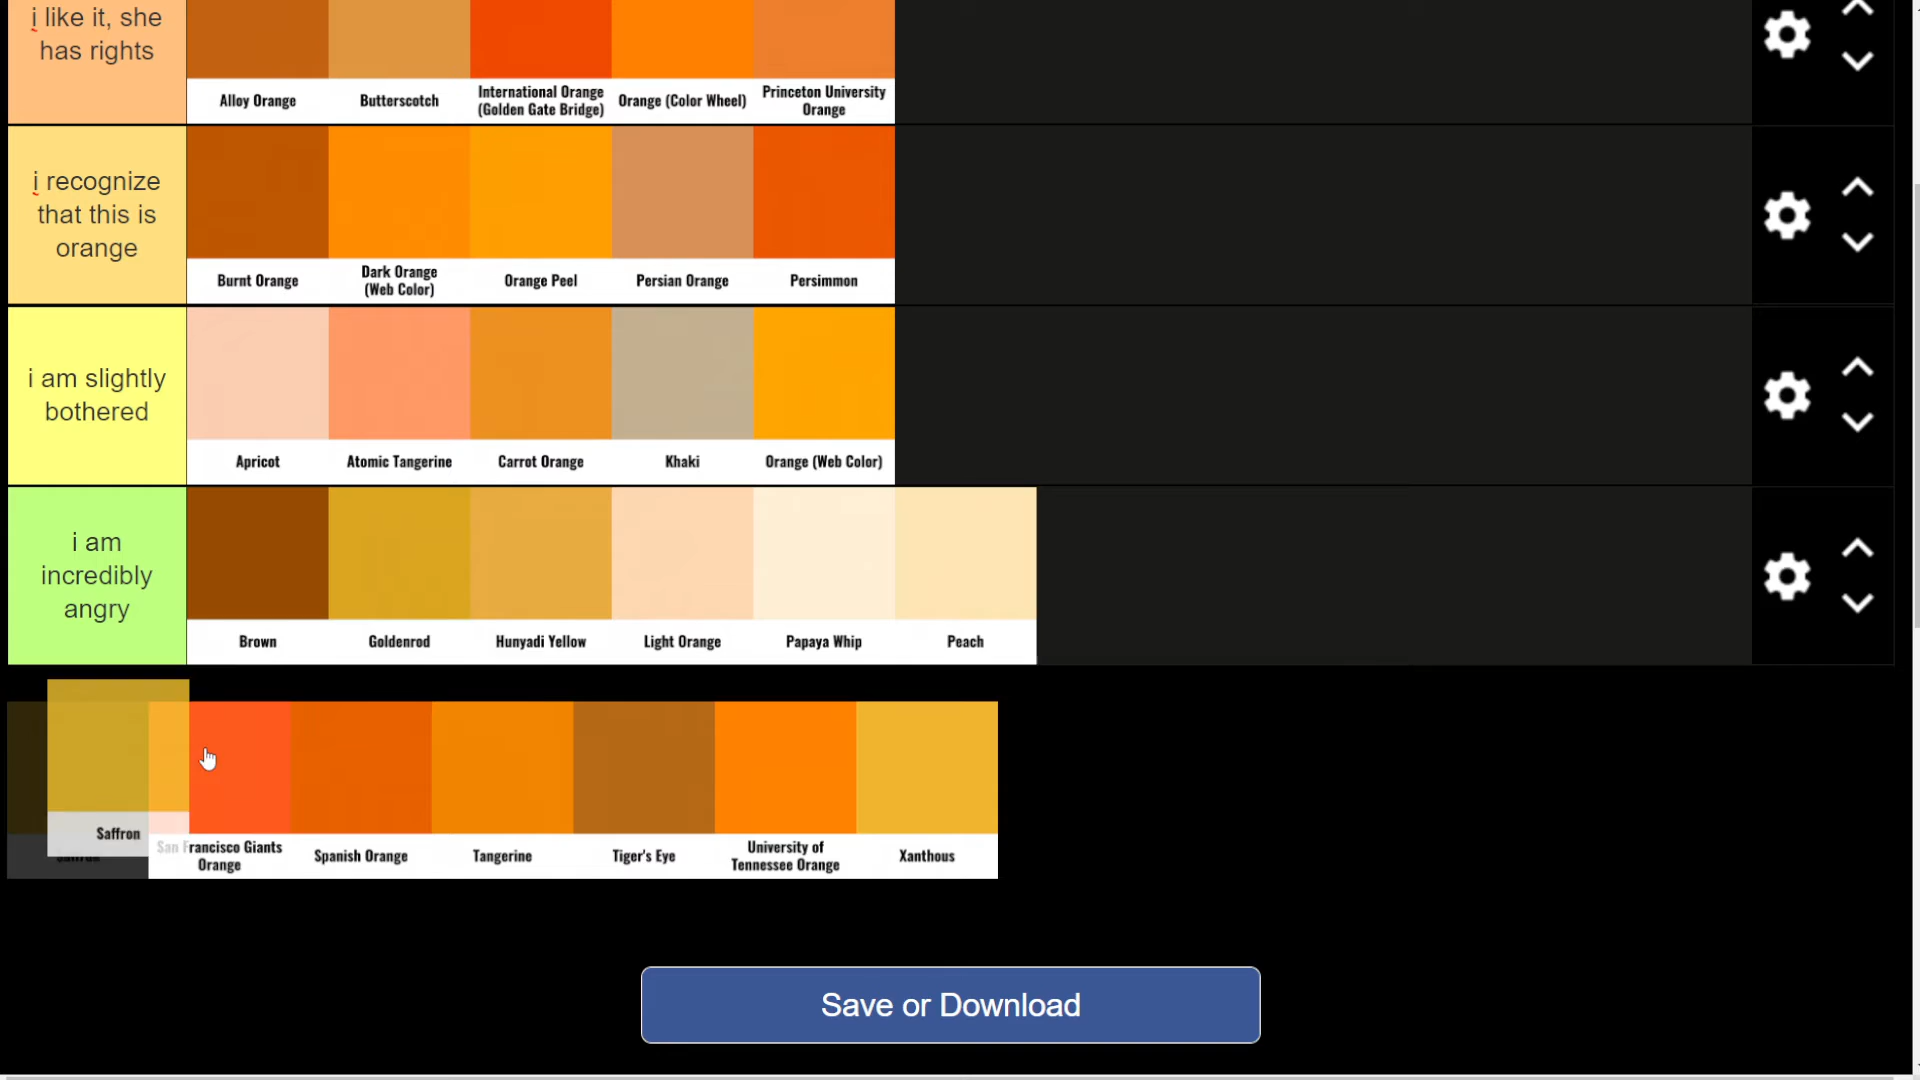 i like it, she
has rights
Alloy Orange
Butterscotch
International Orange
(Golden Gate Bridge)
Orange (Color Wheel)
Princeton University
Orange
i recognize
that this is
orange
Burnt Orange
Dark Orange
(Web Color)
Orange Peel
Persian Orange
Persimmon
i am slightly
bothered
Apricot
Atomic Tangerine
Carrot Orange
Khaki
Orange (Web Color)
i am
incredibly
angry
Brown
Goldenrod
Hunyadi Yellow
Light Orange
Papaya Whip
Peach
Saffron
Saffron
San Francisco Giants
Orange
Spanish Orange
Tangerine
Tiger's Eye
University of
Tennessee Orange
Xanthous
Save or Download